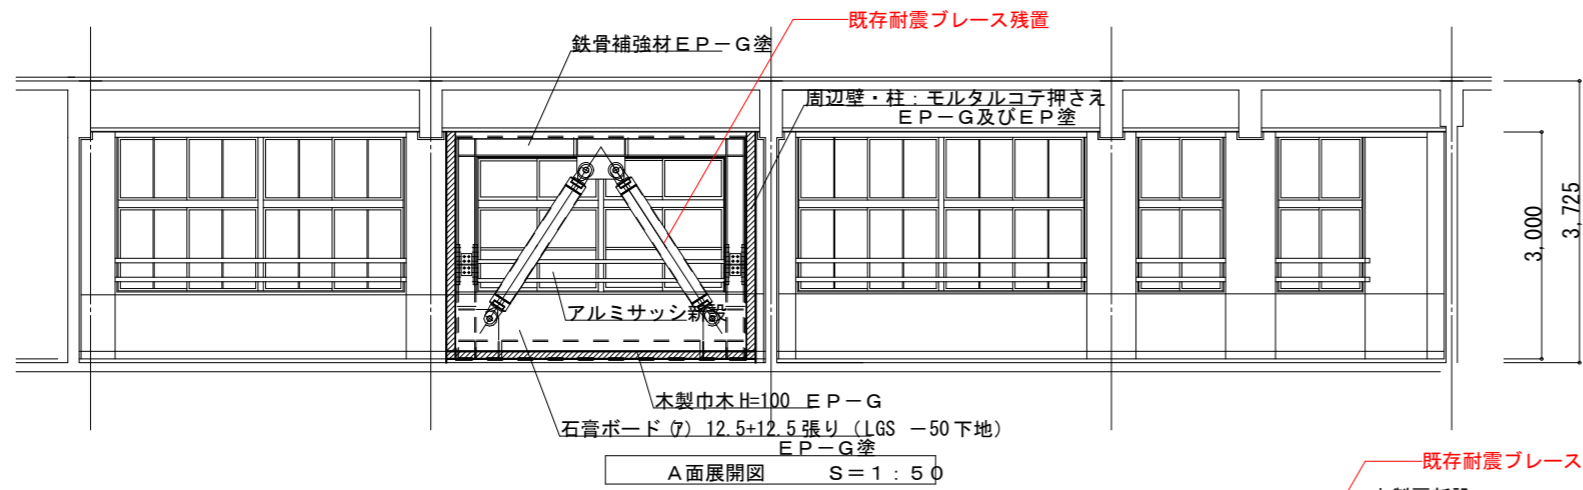 既存耐震ブレース残置
鉄骨補強材ＥＰ－Ｇ塗
周辺壁・柱：モルタルコテ押さえ
ＥＰ－Ｇ及びＥＰ塗
3,000
3,725
アルミサッシ新設
木製巾木 H=100 ＥＰ－Ｇ
石膏ボード (ｱ) 12.5+12.5 張り（LGS －50 下地）
ＥＰ－Ｇ塗
Ａ面展開図 Ｓ＝１：５０
既存耐震ブレース